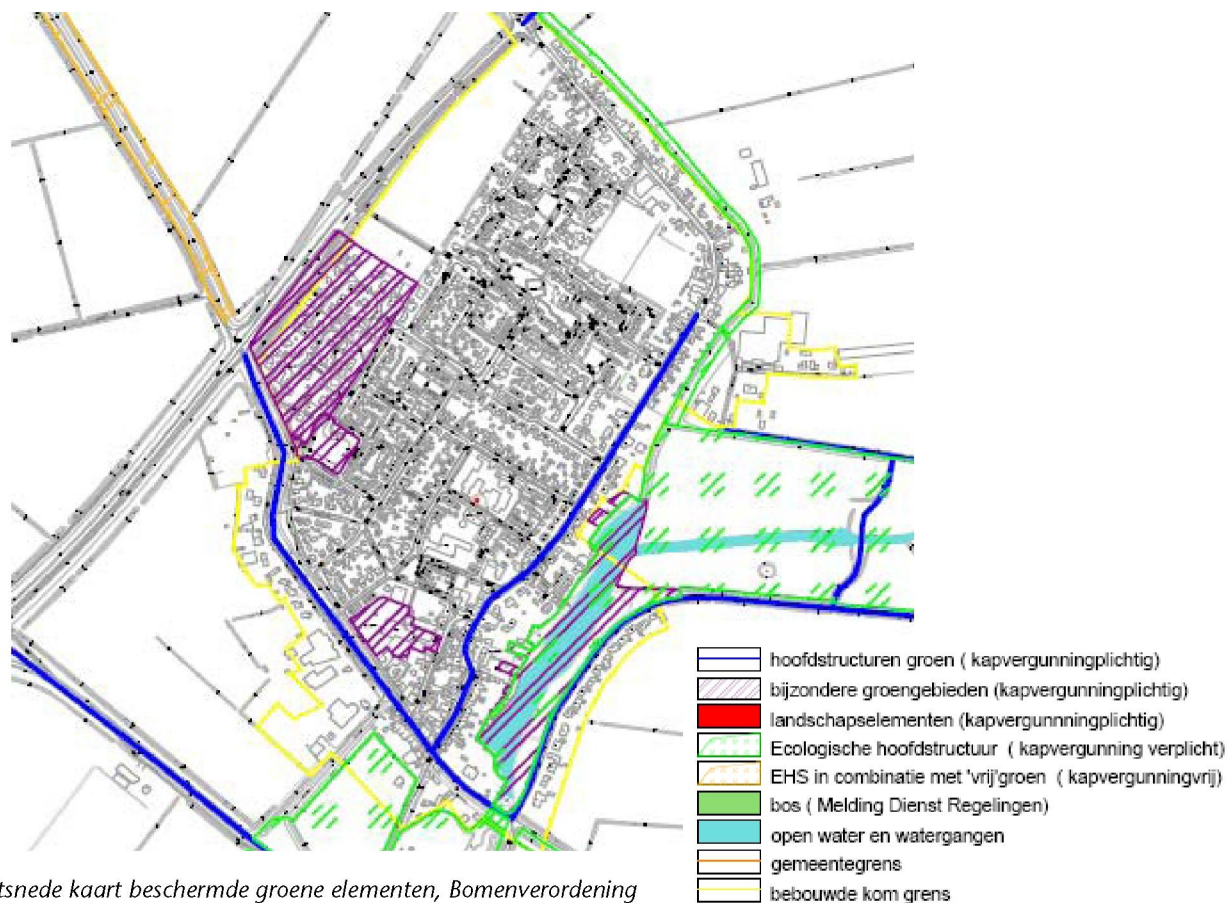 hoofdstructuren groen ( kapvergunningplichtig)
bijzondere groengebieden (kapvergunningplichtig)
landschapselementen (kapvergunnningplichtig)
Ecologische hoofdstructuur ( kapvergunning verplicht)
EHS in combinatie met 'vrij'groen ( kapvergunningvrij)
bos ( Melding Dienst Regelingen)
open water en watergangen
gemeentegrens
bebouwde kom grens
tsnede kaart beschermde groene elementen, Bomenverordening